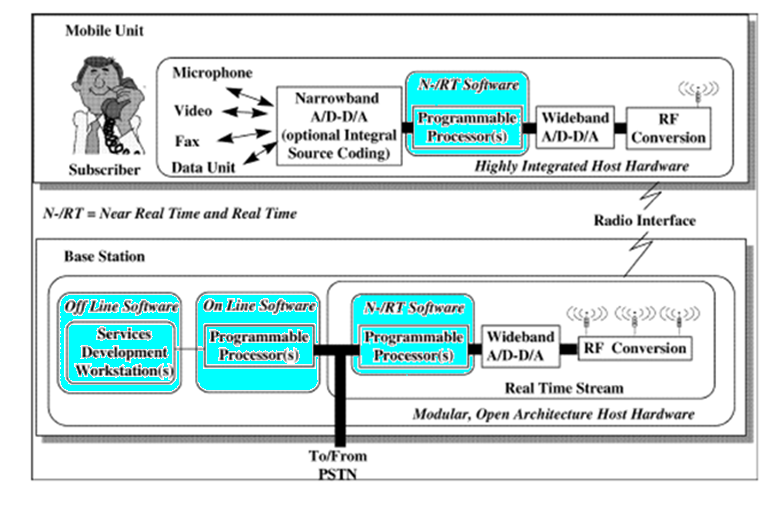 Mobile Unit
Microphone
Video
Fax
Data Unit
Subscriber
Narrowband
A/D-D/A
(optional Integral
Source Coding)
N-/RT Software
Programmable
Processor(s)
Wideband
A/D-D/A
RF
Conversion
Highly Integrated Host Hardware
N-/RT = Near Real Time and Real Time
Radio Interface
Base Station
Off Line Software
Services
Development
Workstation(s)
On Line Software
Programmable
Processor(s)
N-/RT Software
Programmable
Processor(s)
Wideband
A/D-D/A
RF Conversion
Real Time Stream
Modular, Open Architecture Host Hardware
To/From
PSTN